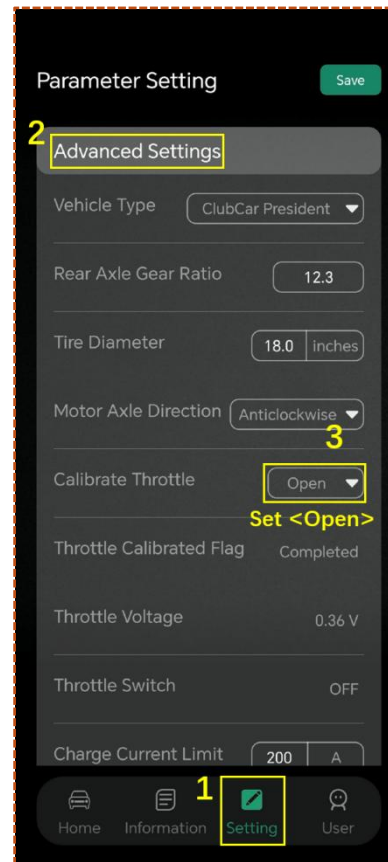 Parameter Setting Save
2
Advanced Settings
Vehicle Type ClubCar President
Rear Axle Gear Ratio 12.3
Tire Diameter 18.0 inches
Motor Axle Direction Anticlockwise
3
Calibrate Throttle Open
Set <Open>
Throttle Calibrated Flag Completed
Throttle Voltage 0.36 V
Throttle Switch OFF
Charge Current Limit 200 A
1
Home Information Setting User